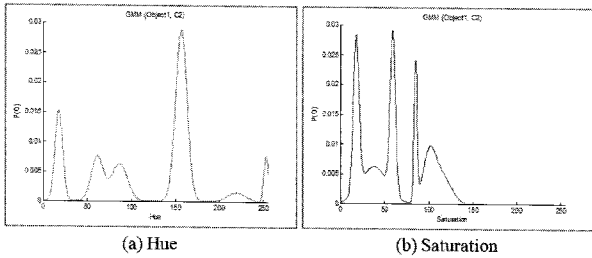 GMM (Object1, C2)
0.03
0.025
0.02
0.015
0.01
0.005
0
P(O)
0 50 100 150 200 250
Hue
(a) Hue
GMM (Object1, C2)
0.03
0.025
0.02
0.015
0.01
0.005
0
P(O)
0 50 100 150 200 250
Saturation
(b) Saturation